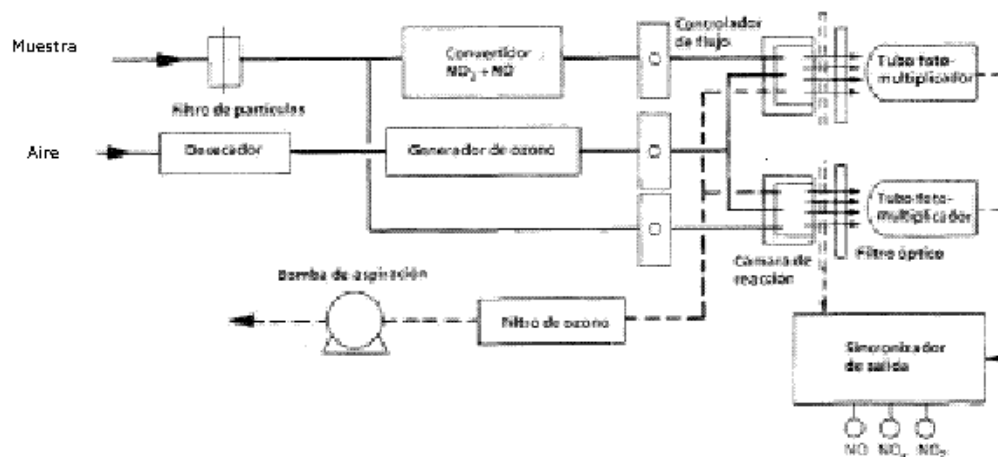 Muestra
Filtro de partículas
Convertidor
NO₂ + NO
Controlador
de flujo
Tubo foto-
multiplicador
Aire
Desecador
Generador de ozono
Tubo foto-
multiplicador
Filtro óptico
Cámara de
reacción
Bomba de aspiración
Filtro de ozono
Sincronizador
de salida
NO NOₓ NO₂